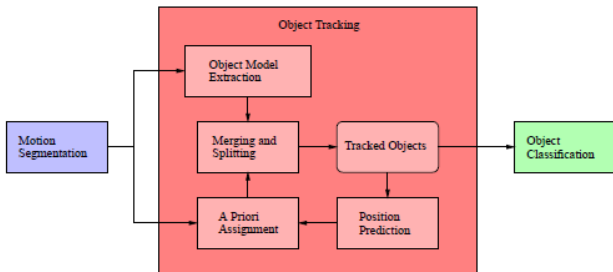 Object Tracking
Object Model
Extraction
Motion
Segmentation
Merging and
Splitting
Tracked Objects
Object
Classification
A Priori
Assignment
Position
Prediction